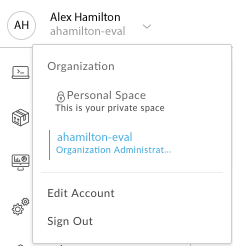 AH
Alex Hamilton
ahamilton-eval
Organization
Personal Space
This is your private space
ahamilton-eval
Organization Administrat...
Edit Account
Sign Out